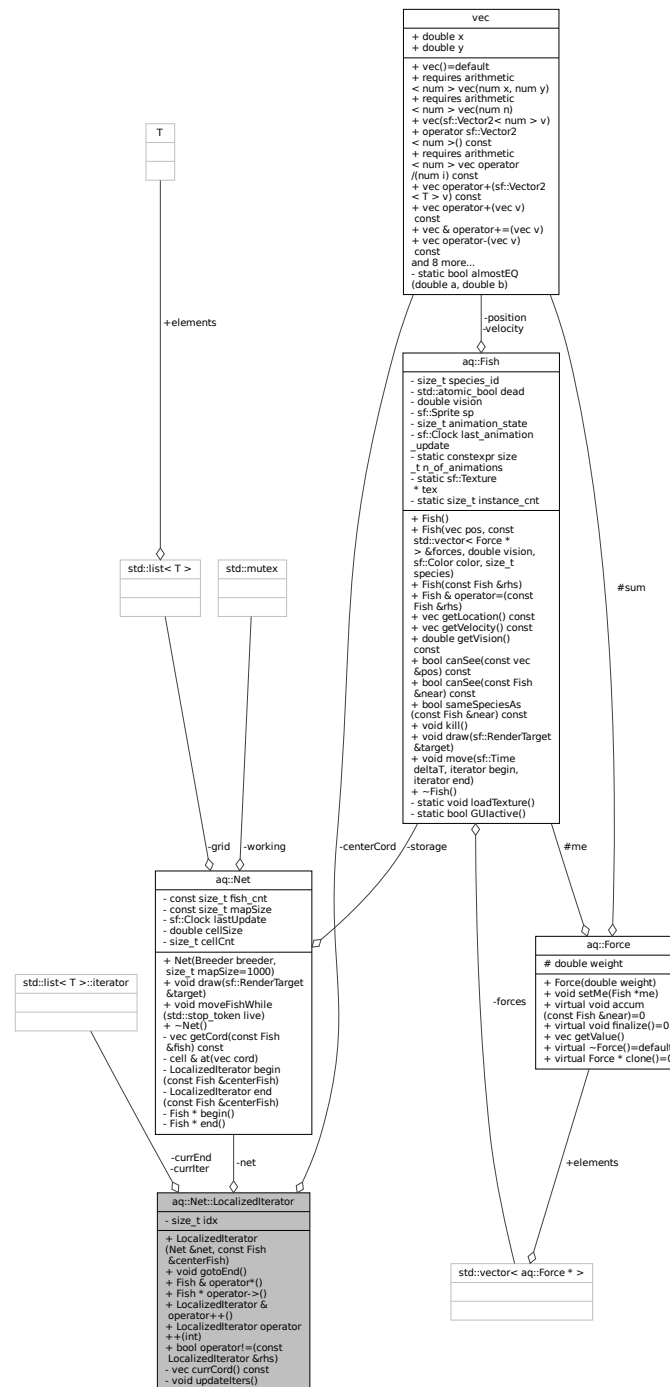 vec
+ double x
+ double y
+ vec()=default
+ requires arithmetic
< num > vec(num x, num y)
+ requires arithmetic
< num > vec(num n)
+ vec(sf::Vector2< num > v)
+ operator sf::Vector2
< num >() const
+ requires arithmetic
< num > vec operator
/(num i) const
+ vec operator+(sf::Vector2
< T > v) const
+ vec operator+(vec v)
const
+ vec & operator+=(vec v)
+ vec operator-(vec v)
const
and 8 more...
- static bool almostEQ
(double a, double b)
T
+elements
-position
-velocity
aq::Fish
- size_t species_id
- std::atomic_bool dead
- double vision
- sf::Sprite sp
- size_t animation_state
- sf::Clock last_animation
_update
- static constexpr size
_t n_of_animations
- static sf::Texture
* tex
- static size_t instance_cnt
+ Fish()
+ Fish(vec pos, const
std::vector< Force *
> &forces, double vision,
sf::Color color, size_t
species)
+ Fish(const Fish &rhs)
+ Fish & operator=(const
Fish &rhs)
+ vec getLocation() const
+ vec getVelocity() const
+ double getVision()
const
+ bool canSee(const vec
&pos) const
+ bool canSee(const Fish
&near) const
+ bool sameSpeciesAs
(const Fish &near) const
+ void kill()
+ void draw(sf::RenderTarget
&target)
+ void move(sf::Time
deltaT, iterator begin,
iterator end)
+ ~Fish()
- static void loadTexture()
- static bool GUIactive()
std::list< T >
std::mutex
#sum
-grid
-working
-centerCord
-storage
#me
aq::Net
- const size_t fish_cnt
- const size_t mapSize
- sf::Clock lastUpdate
- double cellSize
- size_t cellCnt
+ Net(Breeder breeder,
size_t mapSize=1000)
+ void draw(sf::RenderTarget
&target)
+ void moveFishWhile
(std::stop_token live)
+ ~Net()
- vec getCord(const Fish
&fish) const
- cell & at(vec cord)
- LocalizedIterator begin
(const Fish &centerFish)
- LocalizedIterator end
(const Fish &centerFish)
- Fish * begin()
- Fish * end()
aq::Force
# double weight
+ Force(double weight)
+ void setMe(Fish *me)
+ virtual void accum
(const Fish &near)=0
+ virtual void finalize()=0
+ vec getValue()
+ virtual ~Force()=default
+ virtual Force * clone()=0
std::list< T >::iterator
-forces
-currEnd
-currIter
-net
+elements
aq::Net::LocalizedIterator
- size_t idx
+ LocalizedIterator
(Net &net, const Fish
&centerFish)
+ void gotoEnd()
+ Fish & operator*()
+ Fish * operator->()
+ LocalizedIterator &
operator++()
+ LocalizedIterator operator
++(int)
+ bool operator!=(const
LocalizedIterator &rhs)
- vec currCord() const
- void updateIters()
std::vector< aq::Force * >